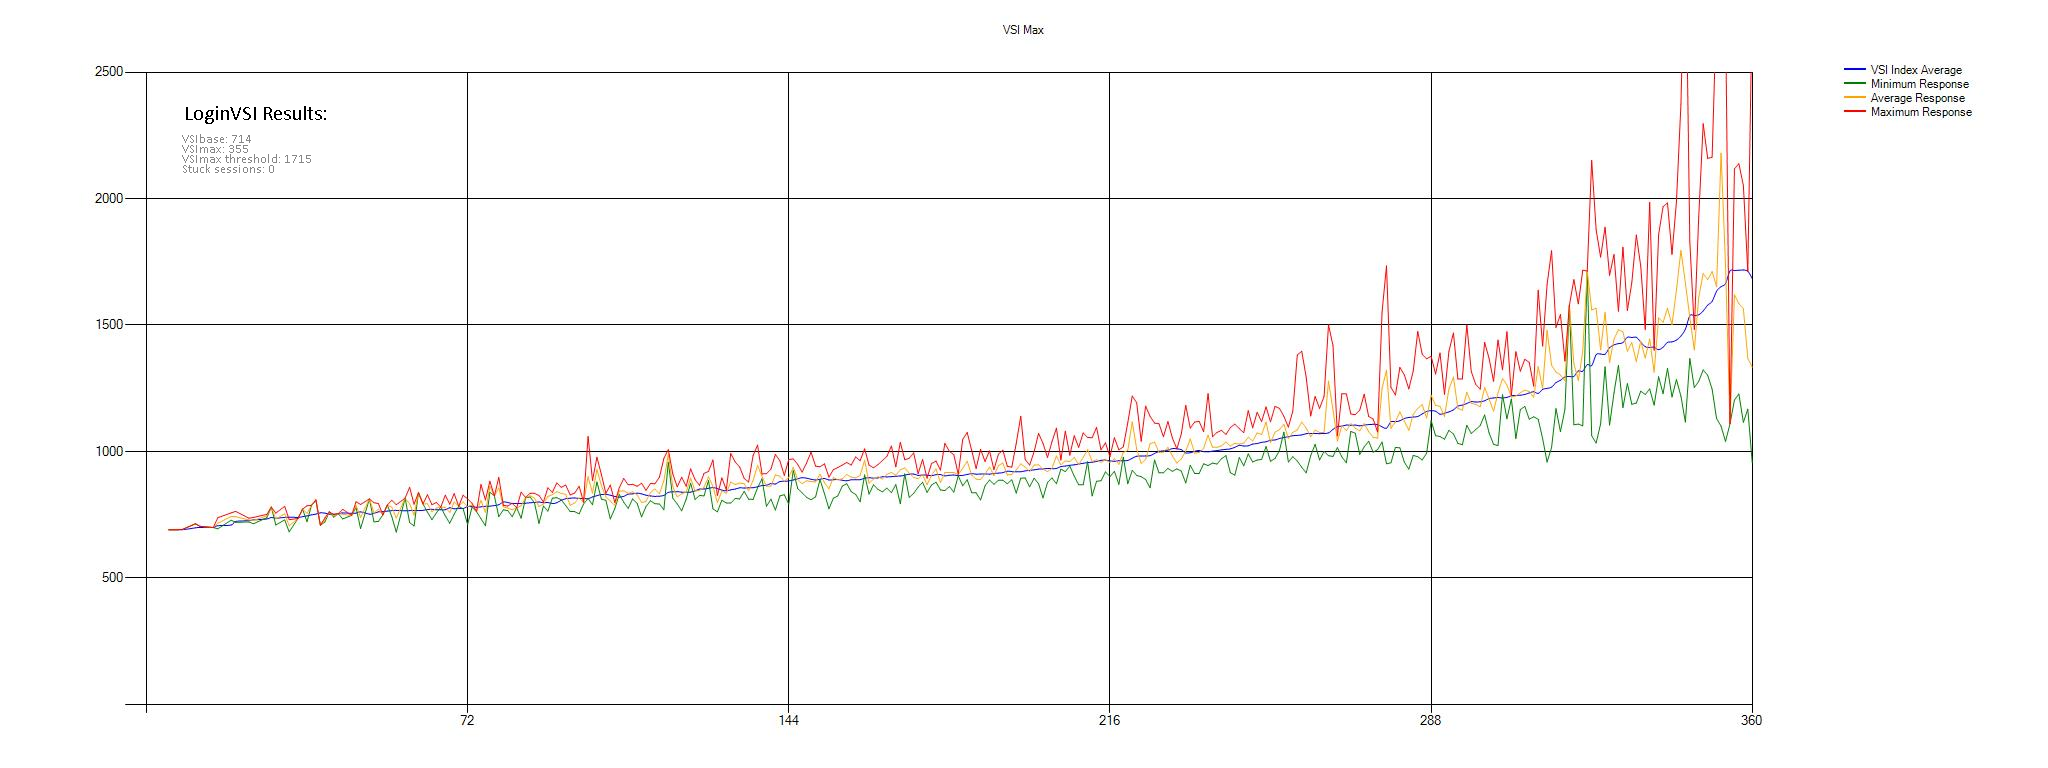 VSI Max
2500
2000
1500
1000
500
LoginVSI Results:
VSIbase: 714
VSImax: 355
VSImax threshold: 1715
Stuck sessions: 0
VSI Index Average
Minimum Response
Average Response
Maximum Response
72
144
216
288
360